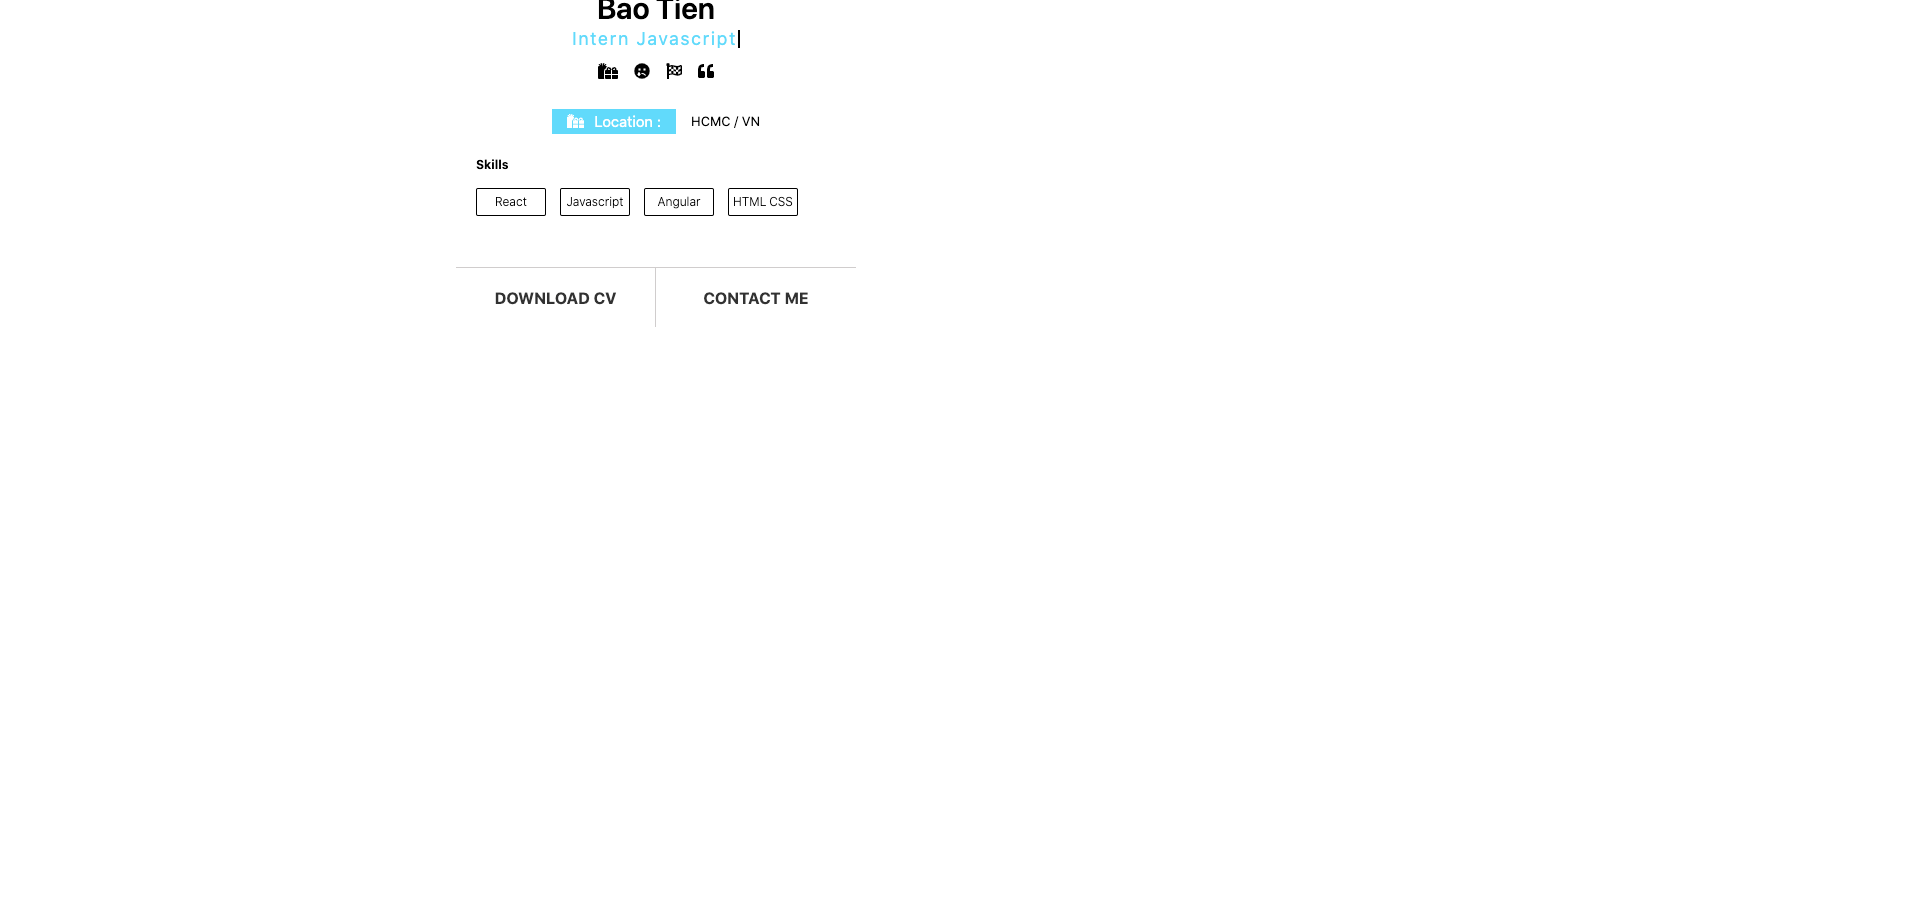 Bao Tien
Intern Javascript
Location : HCMC / VN
Skills
React Javascript Angular HTML CSS
DOWNLOAD CV CONTACT ME